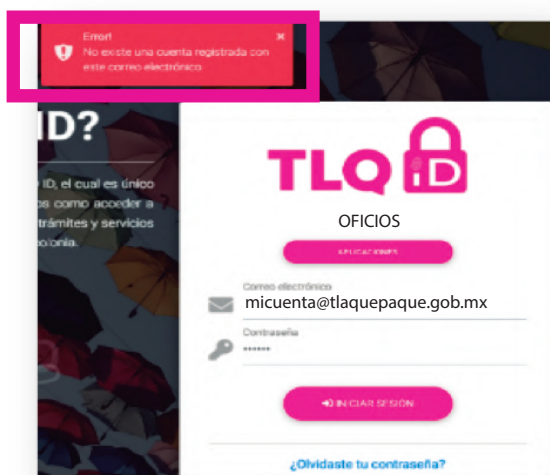 Error!
No existe una cuenta registrada con
este correo electrónico
ID?
ID, el cual es único
os como acceder a
trámites y servicios
colonia.
TLQ iD
OFICIOS
APLICACIONES
Correo electrónico
micuenta@tlaquepaque.gob.mx
Contraseña
••••••
INICIAR SESIÓN
¿Olvidaste tu contraseña?